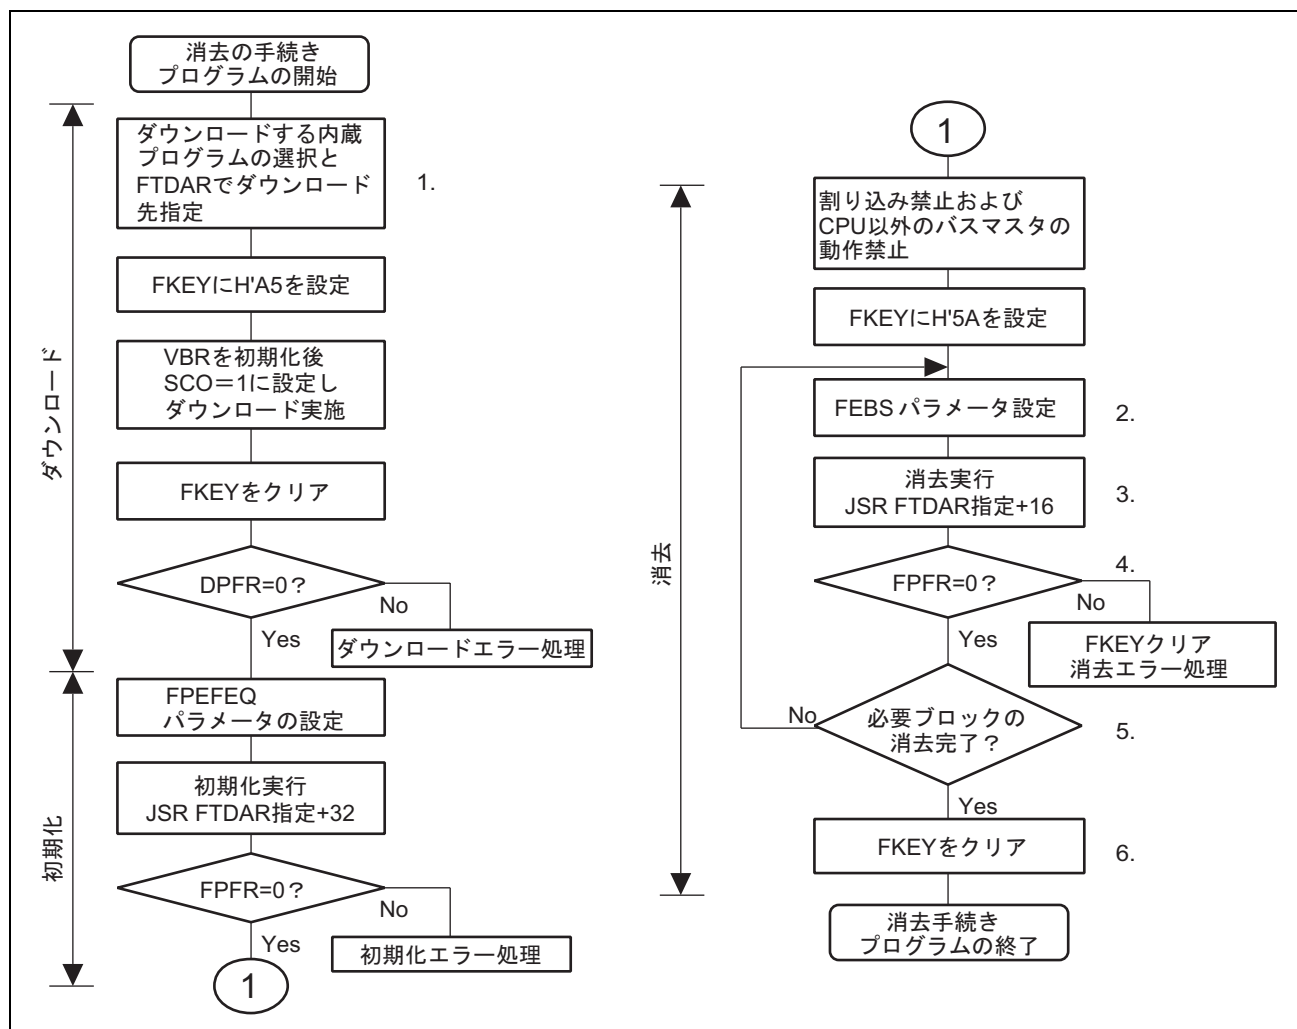 消去の手続き
プログラムの開始
ダウンロードする内蔵
プログラムの選択と
FTDARでダウンロード
先指定
1.
FKEYにH'A5を設定
VBRを初期化後
SCO＝1に設定し
ダウンロード実施
FKEYをクリア
DPFR=0？
No
Yes
ダウンロードエラー処理
ダウンロード
FPEFEQ
パラメータの設定
初期化実行
JSR FTDAR指定+32
FPFR=0？
No
Yes
初期化エラー処理
初期化
1
1
割り込み禁止および
CPU以外のバスマスタの
動作禁止
FKEYにH'5Aを設定
FEBS パラメータ設定
2.
消去実行
JSR FTDAR指定+16
3.
4.
FPFR=0？
No
Yes
FKEYクリア
消去エラー処理
消去
No
必要ブロックの
消去完了？
5.
Yes
FKEYをクリア
6.
消去手続き
プログラムの終了